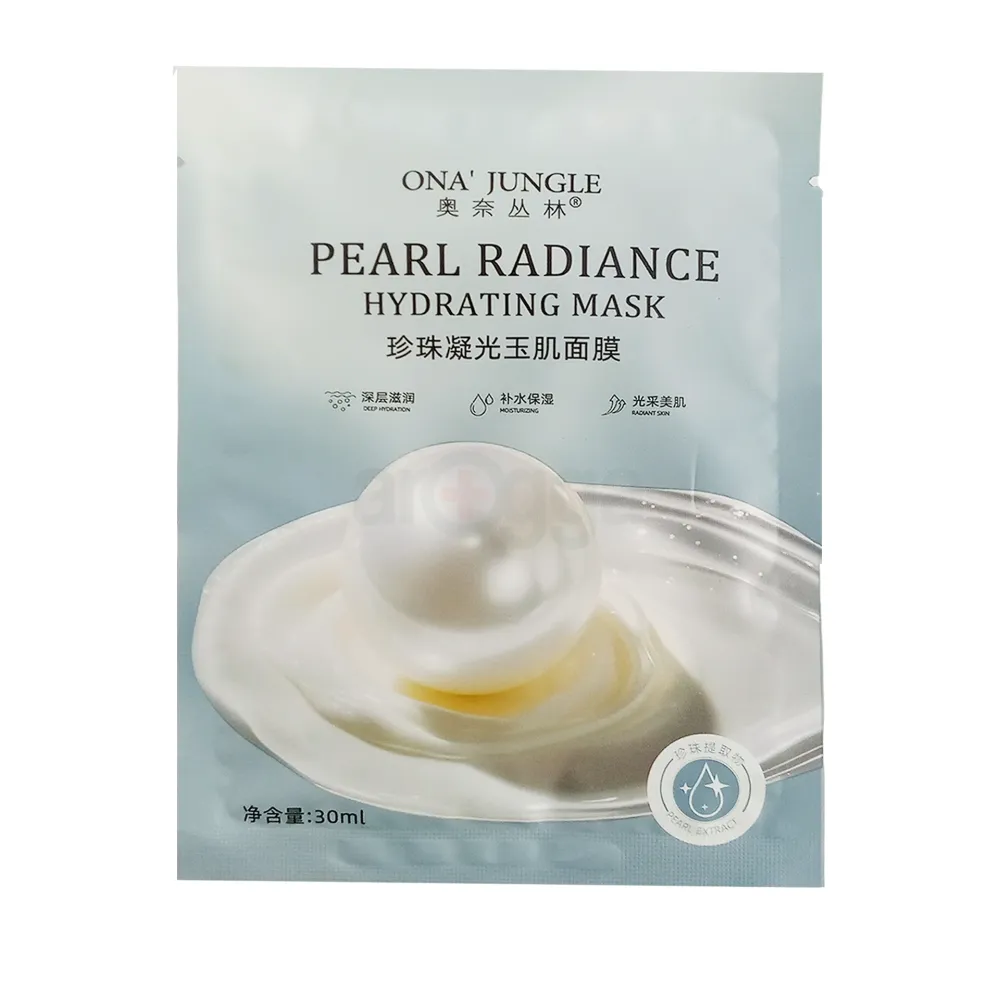 ONA' JUNGLE
奥奈丛林®
PEARL RADIANCE
HYDRATING MASK
珍珠凝光玉肌面膜
深层滋润
DEEP HYDRATION
补水保湿
MOISTURIZING
光采美肌
RADIANT SKIN
arogga
珍珠提取物
PEARL EXTRACT
净含量:30ml